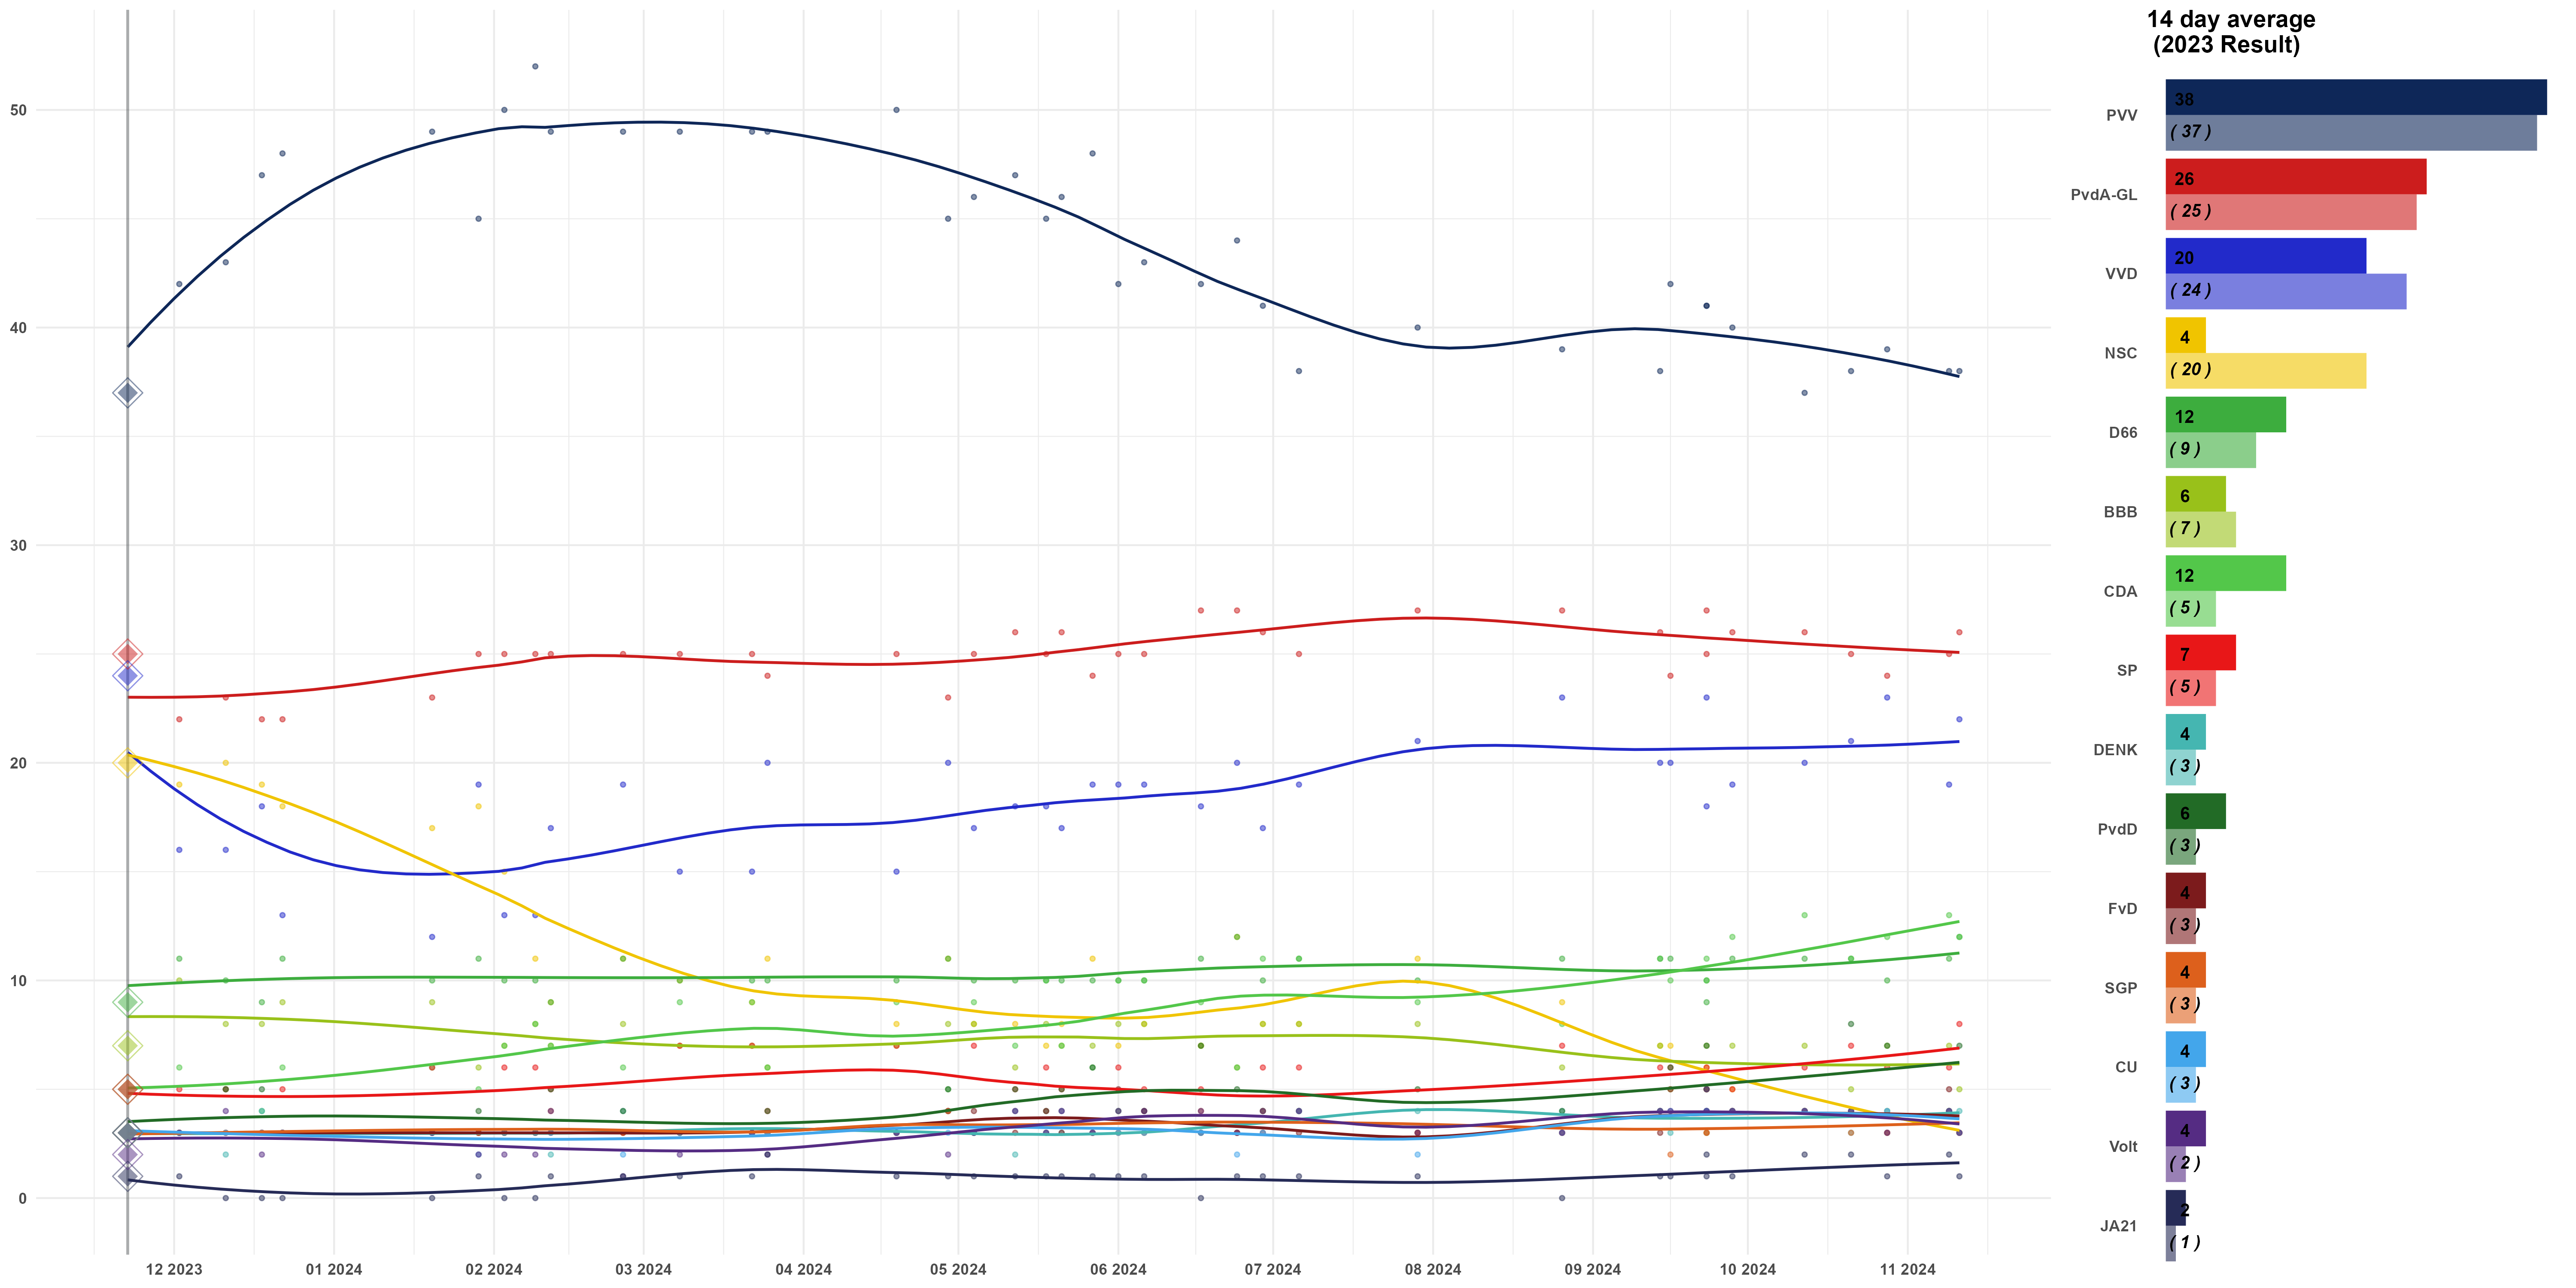 14 day average
(2023 Result)
50
40
30
20
10
0
12 2023
01 2024
02 2024
03 2024
04 2024
05 2024
06 2024
07 2024
08 2024
09 2024
10 2024
11 2024
PVV
38
( 37 )
PvdA-GL
26
( 25 )
VVD
20
( 24 )
NSC
4
( 20 )
D66
12
( 9 )
BBB
6
( 7 )
CDA
12
( 5 )
SP
7
( 5 )
DENK
4
( 3 )
PvdD
6
( 3 )
FvD
4
( 3 )
SGP
4
( 3 )
CU
4
( 3 )
Volt
4
( 2 )
JA21
2
( 1 )